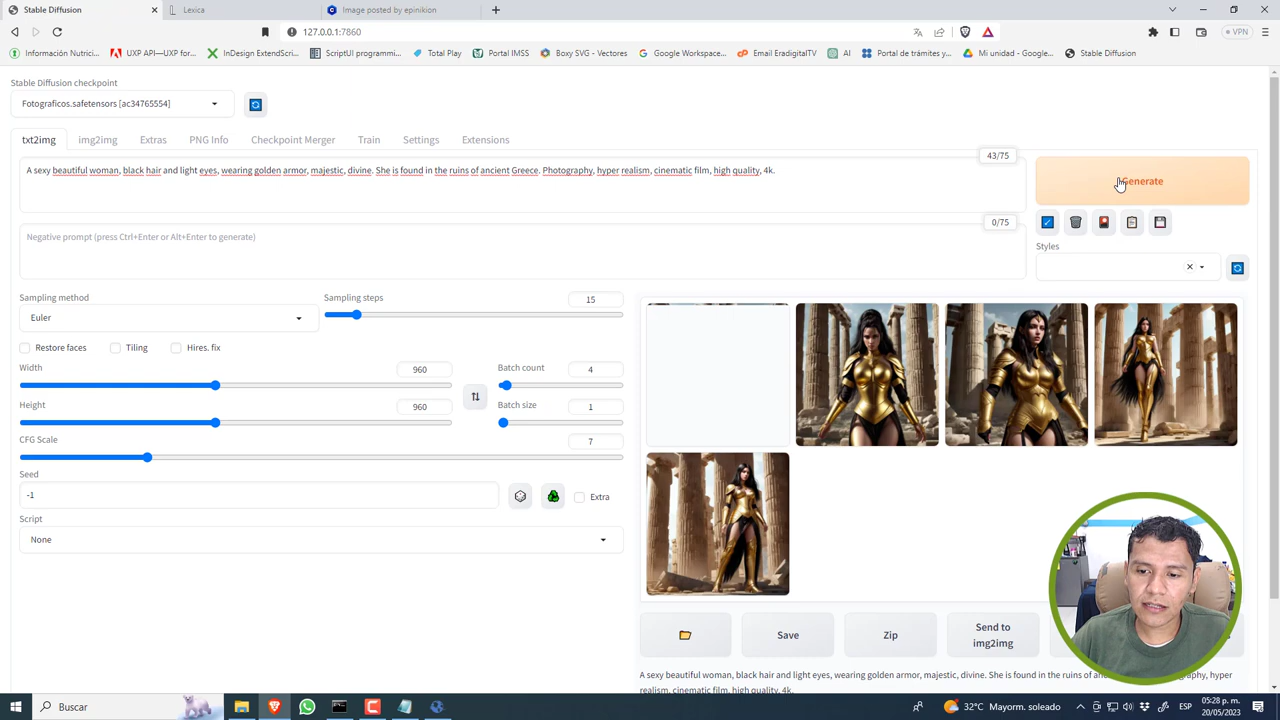 Stable Diffusion
Lexica
Image posted by epinikion
127.0.0.1:7860
VPN
Información Nutrici...
UXP API—UXP for...
InDesign ExtendScri...
ScriptUI programmi...
Total Play
Portal IMSS
Boxy SVG - Vectores
Google Workspace...
Email EradigitalTV
AI
Portal de trámites y...
Mi unidad - Google...
Stable Diffusion
Stable Diffusion checkpoint
Fotograficos.safetensors [ac34765554]
txt2img
img2img
Extras
PNG Info
Checkpoint Merger
Train
Settings
Extensions
43/75
A sexy beautiful woman, black hair and light eyes, wearing golden armor, majestic, divine. She is found in the ruins of ancient Greece. Photography, hyper realism, cinematic film, high quality, 4k.
Generate
0/75
Negative prompt (press Ctrl+Enter or Alt+Enter to generate)
Styles
Sampling method
Sampling steps
15
Euler
Restore faces
Tiling
Hires. fix
Width
960
Batch count
4
Height
960
Batch size
1
CFG Scale
7
Seed
-1
Extra
Script
None
Save
Zip
Send to
img2img
A sexy beautiful woman, black hair and light eyes, wearing golden armor, majestic, divine. She is found in the ruins of
realism, cinematic film, high quality, 4k.
Buscar
32°C Mayorm. soleado
ESP
05:28 p. m.
20/05/2023